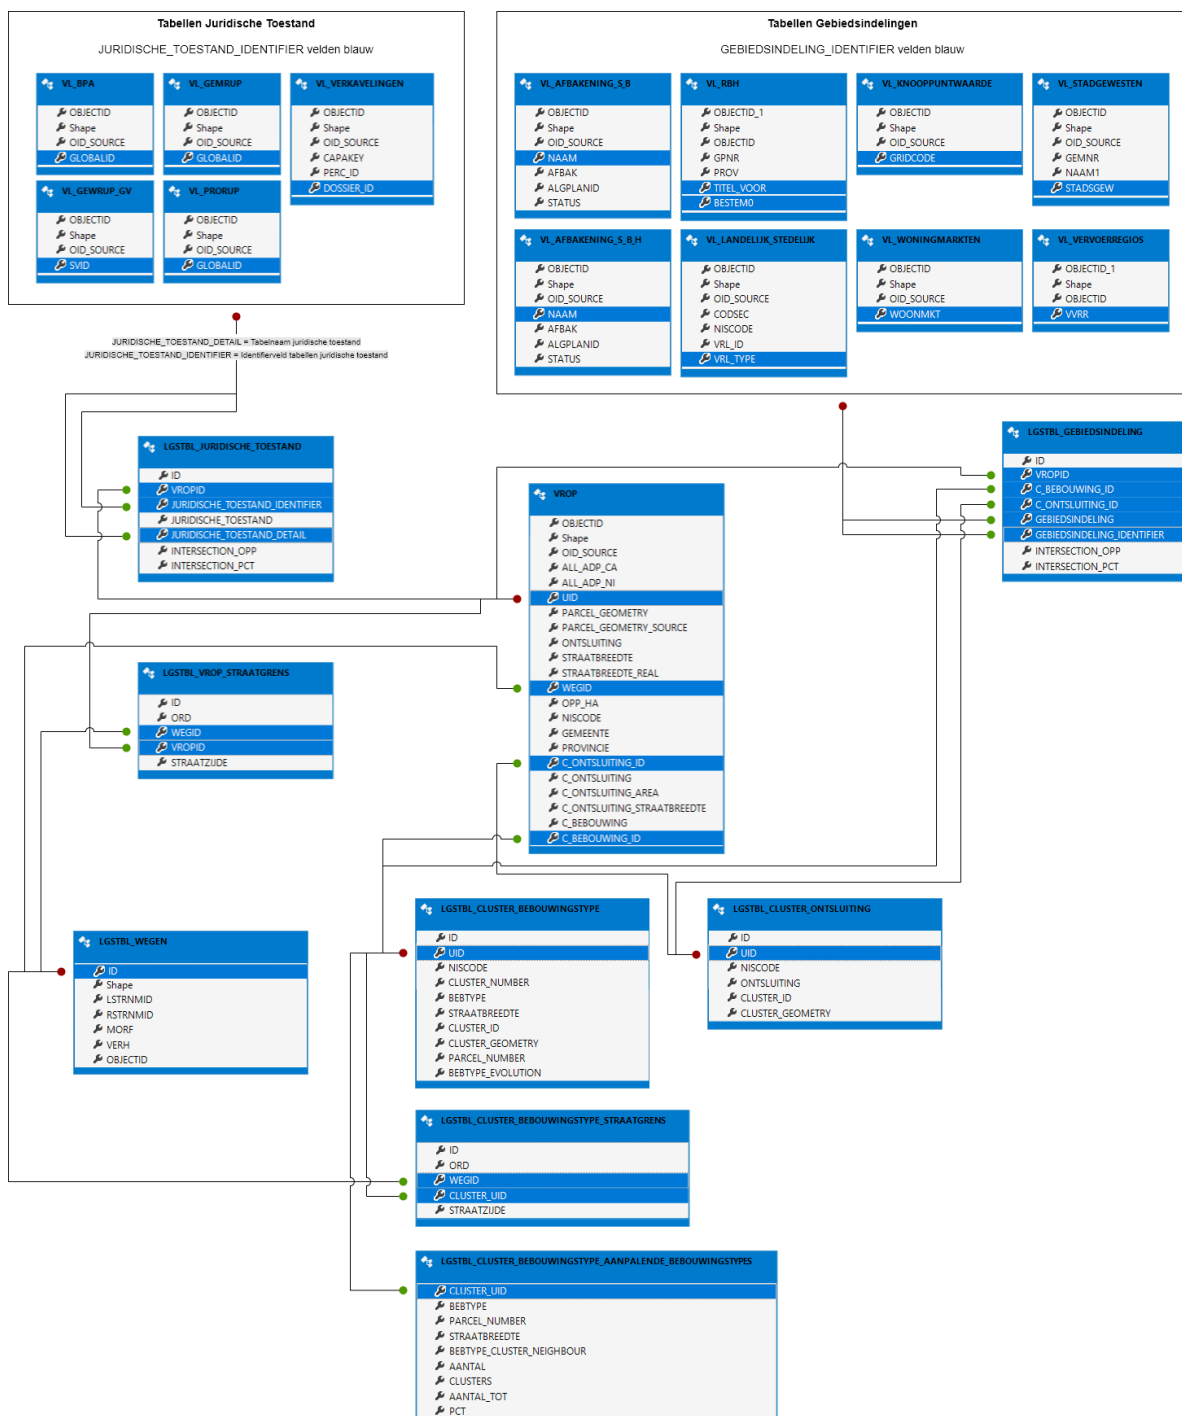 Tabellen Juridische Toestand
JURIDISCHE_TOESTAND_IDENTIFIER velden blauw
VL_BPA
OBJECTID
Shape
OID_SOURCE
GLOBALID
VL_GEMRUP
OBJECTID
Shape
OID_SOURCE
GLOBALID
VL_VERKAVELINGEN
OBJECTID
Shape
OID_SOURCE
CAPAKEY
PERC_ID
DOSSIER_ID
VL_GEWRUP_GV
OBJECTID
Shape
OID_SOURCE
SVID
VL_PRORUP
OBJECTID
Shape
OID_SOURCE
GLOBALID
Tabellen Gebiedsindelingen
GEBIEDSINDELING_IDENTIFIER velden blauw
VL_AFBAKENING_S_B
OBJECTID
Shape
OID_SOURCE
NAAM
AFBAK
ALGPLANID
STATUS
VL_RBH
OBJECTID_1
Shape
OBJECTID
GPNR
PROV
TITEL_VOOR
BESTEM0
VL_KNOOPPUNTWAARDE
OBJECTID
Shape
OID_SOURCE
GRIDCODE
VL_STADGEWESTEN
OBJECTID
Shape
OID_SOURCE
GEMNR
NAAM1
STADSGEW
VL_AFBAKENING_S_B_H
OBJECTID
Shape
OID_SOURCE
NAAM
AFBAK
ALGPLANID
STATUS
VL_LANDELIJK_STEDELIJK
OBJECTID
Shape
OID_SOURCE
CODSEC
NISCODE
VRL_ID
VRL_TYPE
VL_WONINGMARKTEN
OBJECTID
Shape
OID_SOURCE
WOONMKT
VL_VERVOERREGIOS
OBJECTID_1
Shape
OBJECTID
VVRR
JURIDISCHE_TOESTAND_DETAIL = Tabelnaam juridische toestand
JURIDISCHE_TOESTAND_IDENTIFIER = Identifierveld tabellen juridische toestand
LGSTBL_JURIDISCHE_TOESTAND
ID
VROPID
JURIDISCHE_TOESTAND_IDENTIFIER
JURIDISCHE_TOESTAND
JURIDISCHE_TOESTAND_DETAIL
INTERSECTION_OPP
INTERSECTION_PCT
LGSTBL_GEBIEDSINDELING
ID
VROPID
C_BEBOUWING_ID
C_ONTSLUITING_ID
GEBIEDSINDELING
GEBIEDSINDELING_IDENTIFIER
INTERSECTION_OPP
INTERSECTION_PCT
VROP
OBJECTID
Shape
OID_SOURCE
ALL_ADP_CA
ALL_ADP_NI
UID
PARCEL_GEOMETRY
PARCEL_GEOMETRY_SOURCE
ONTSLUITING
STRAATBREEDTE
STRAATBREEDTE_REAL
WEGID
OPP_HA
NISCODE
GEMEENTE
PROVINCIE
C_ONTSLUITING_ID
C_ONTSLUITING
C_ONTSLUITING_AREA
C_ONTSLUITING_STRAATBREEDTE
C_BEBOUWING
C_BEBOUWING_ID
LGSTBL_VROP_STRAATGRENS
ID
ORD
WEGID
VROPID
STRAATZIJDE
LGSTBL_WEGEN
ID
Shape
LSTRNMID
RSTRNMID
MORF
VERH
OBJECTID
LGSTBL_CLUSTER_BEBOUWINGSTYPE
ID
UID
NISCODE
CLUSTER_NUMBER
BEBTYPE
STRAATBREEDTE
CLUSTER_ID
CLUSTER_GEOMETRY
PARCEL_NUMBER
BEBTYPE_EVOLUTION
LGSTBL_CLUSTER_ONTSLUITING
ID
UID
NISCODE
ONTSLUITING
CLUSTER_ID
CLUSTER_GEOMETRY
LGSTBL_CLUSTER_BEBOUWINGSTYPE_STRAATGRENS
ID
ORD
WEGID
CLUSTER_UID
STRAATZIJDE
LGSTBL_CLUSTER_BEBOUWINGSTYPE_AANPALENDE_BEBOUWINGSTYPES
CLUSTER_UID
BEBTYPE
PARCEL_NUMBER
STRAATBREEDTE
BEBTYPE_CLUSTER_NEIGHBOUR
AANTAL
CLUSTERS
AANTAL_TOT
PCT